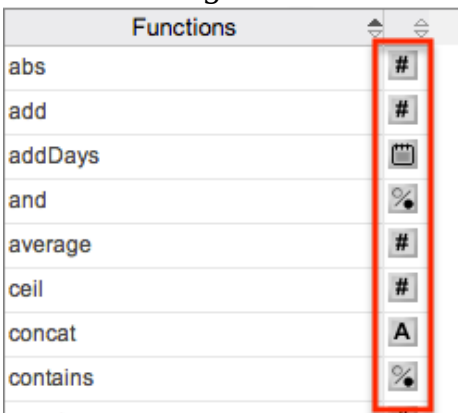 Functions
abs #
add #
addDays
and %
average #
ceil #
concat A
contains %